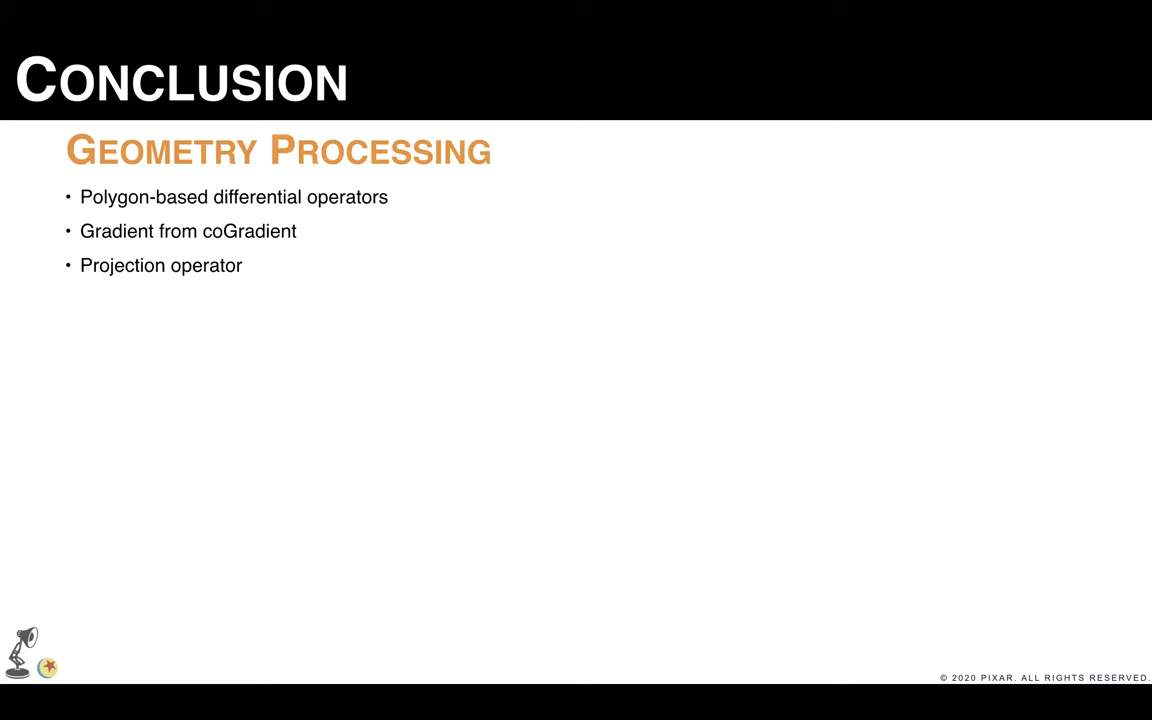 CONCLUSION
GEOMETRY PROCESSING
• Polygon-based differential operators
• Gradient from coGradient
• Projection operator
© 2020 PIXAR. ALL RIGHTS RESERVED.